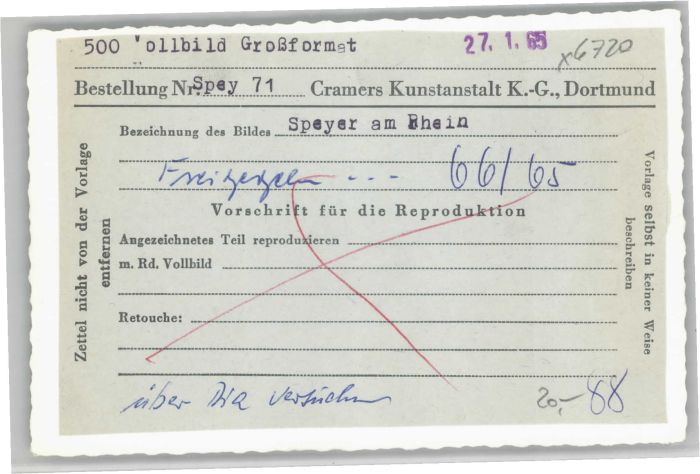 500 Vollbild Großformat 27. 1. 65
x6720
Bestellung Nr. Spey 71 Cramers Kunstanstalt K.-G., Dortmund
Bezeichnung des Bildes Speyer am Rhein
66/65
Vorschrift für die Reproduktion
Angezeichnetes Teil reproduzieren
m. Rd. Vollbild
Retouche:
über Dia versuchen
20,- 88
Zettel nicht von der Vorlage
entfernen
Vorlage selbst in keiner Weise
beschreiben